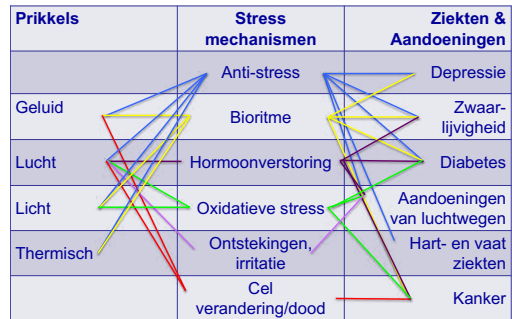 Prikkels
Stress
mechanismen
Ziekten &
Aandoeningen
Anti-stress
Depressie
Geluid
Bioritme
Zwaar-
lijvigheid
Lucht
Hormoonverstoring
Diabetes
Licht
Oxidatieve stress
Aandoeningen
van luchtwegen
Thermisch
Ontstekingen,
irritatie
Hart- en vaat
ziekten
Cel
verandering/dood
Kanker